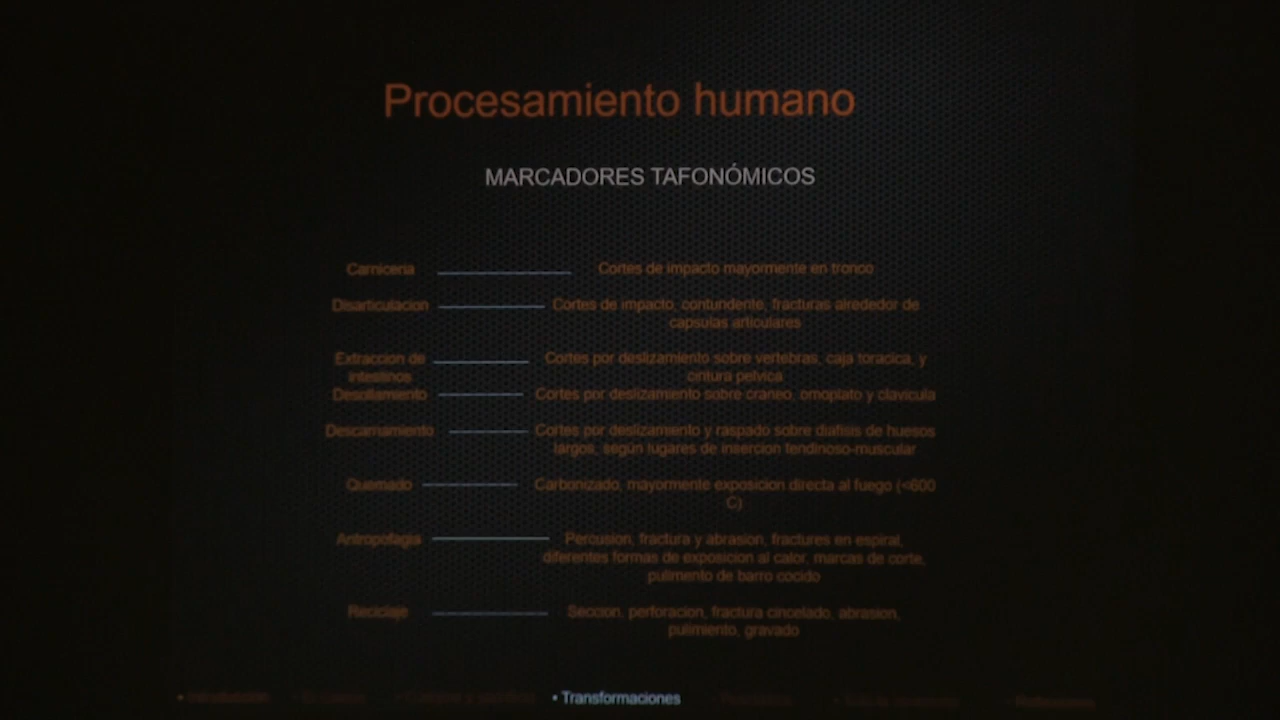 Procesamiento humano
MARCADORES TAFONÓMICOS
Carniceria Cortes de impacto mayormente en tronco
Disarticulacion Cortes de impacto, contundente, fracturas alrededor de
capsulas articulares
Extraccion de Cortes por deslizamiento sobre vertebras, caja toracica, y
intestinos cintura pelvica
Desollamiento Cortes por deslizamiento sobre craneo, omoplato y clavicula
Descarnamiento Cortes por deslizamiento y raspado sobre diafisis de huesos
largos, según lugares de insercion tendinoso-muscular
Quemado Carbonizado, mayormente exposicion directa al fuego (<600
C)
Antropofagia Percusion, fractura y abrasion, fractures en espiral,
diferentes formas de exposicion al calor, marcas de corte,
pulimento de barro cocido
Reciclaje Seccion, perforacion, fractura cincelado, abrasion,
pulimiento, gravado
• Introducción • Transformaciones